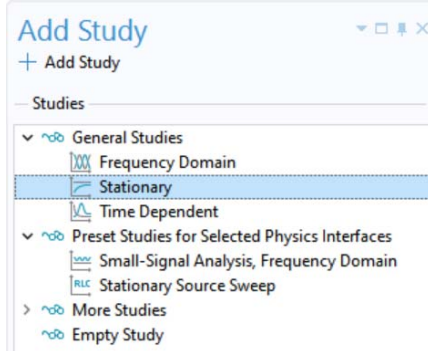 Add Study
+ Add Study
Studies
General Studies
Frequency Domain
Stationary
Time Dependent
Preset Studies for Selected Physics Interfaces
Small-Signal Analysis, Frequency Domain
RLC Stationary Source Sweep
More Studies
Empty Study